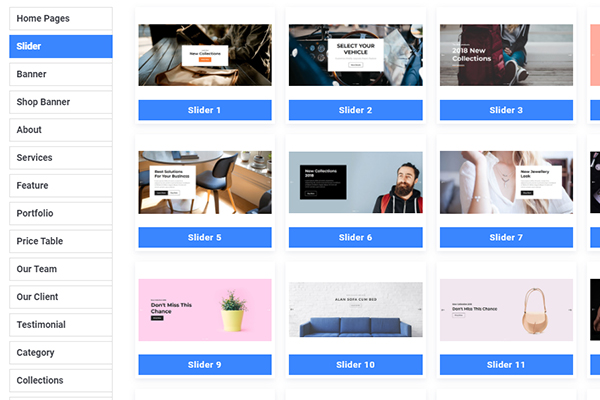 Home Pages
Slider
Banner
Shop Banner
About
Services
Feature
Portfolio
Price Table
Our Team
Our Client
Testimonial
Category
Collections
New Collections
Slider 1
SELECT YOUR
VEHICLE
Slider 2
2018 New
Collections
Slider 3
Best Solutions
For Your Business
Slider 5
New Collections
2018
Slider 6
New Jewellery
Look
Slider 7
Don't Miss This
Chance
Slider 9
ALAN SOFA CUM BED
Slider 10
Don't Miss This Chance
Slider 11